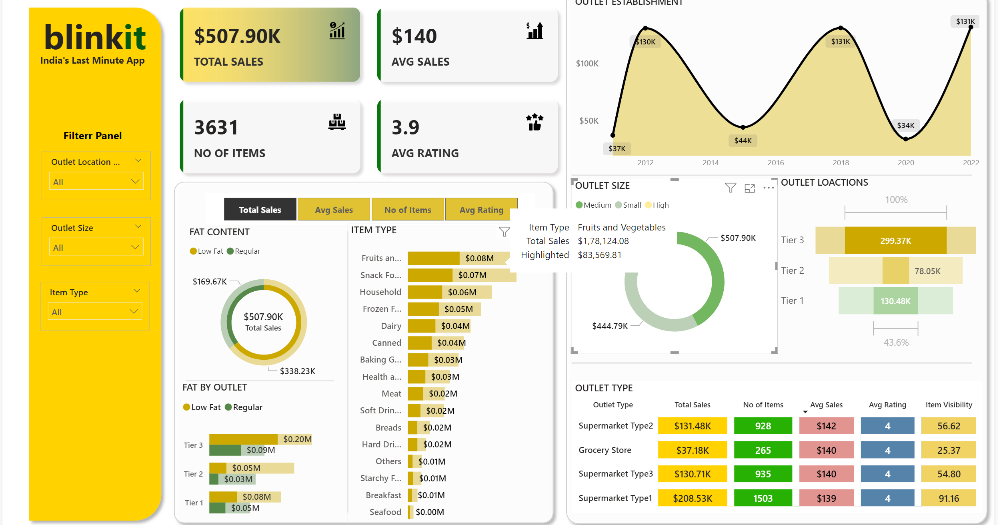 blinkit
India's Last Minute App
Filterr Panel
Outlet Location ...
All
Outlet Size
All
Item Type
All
$507.90K
TOTAL SALES
$140
AVG SALES
3631
NO OF ITEMS
3.9
AVG RATING
Total Sales
Avg Sales
No of Items
Avg Rating
FAT CONTENT
Low Fat
Regular
$169.67K
$507.90K
Total Sales
$338.23K
FAT BY OUTLET
Low Fat
Regular
Tier 3
$0.20M
$0.09M
Tier 2
$0.05M
$0.03M
Tier 1
$0.08M
$0.05M
ITEM TYPE
Fruits an...
$0.08M
Snack Fo...
$0.07M
Household
$0.06M
Frozen F...
$0.05M
Dairy
$0.04M
Canned
$0.04M
Baking G...
$0.03M
Health a...
$0.03M
Meat
$0.02M
Soft Drin...
$0.02M
Breads
$0.02M
Hard Dri...
$0.02M
Others
$0.01M
Starchy F...
$0.01M
Breakfast
$0.01M
Seafood
$0.00M
Item Type Fruits and Vegetables
Total Sales $1,78,124.08
Highlighted $83,569.81
OUTLET ESTABLISHMENT
$100K
$50K
$37K
$130K
$44K
$131K
$34K
$131K
2012 2014 2016 2018 2020 2022
OUTLET SIZE
Medium
Small
High
$507.90K
$444.79K
OUTLET LOACTIONS
100%
Tier 3
299.37K
Tier 2
78.05K
Tier 1
130.48K
43.6%
OUTLET TYPE
Outlet Type Total Sales No of Items Avg Sales Avg Rating Item Visibility
Supermarket Type2 $131.48K 928 $142 4 56.62
Grocery Store $37.18K 265 $140 4 25.37
Supermarket Type3 $130.71K 935 $140 4 54.80
Supermarket Type1 $208.53K 1503 $139 4 91.16